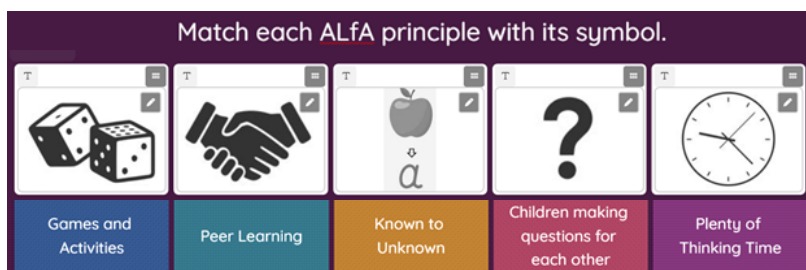 Match each ALfA principle with its symbol.
T
T
T
T
T
a
Games and
Activities
Peer Learning
Known to
Unknown
Children making
questions for
each other
Plenty of
Thinking Time
?